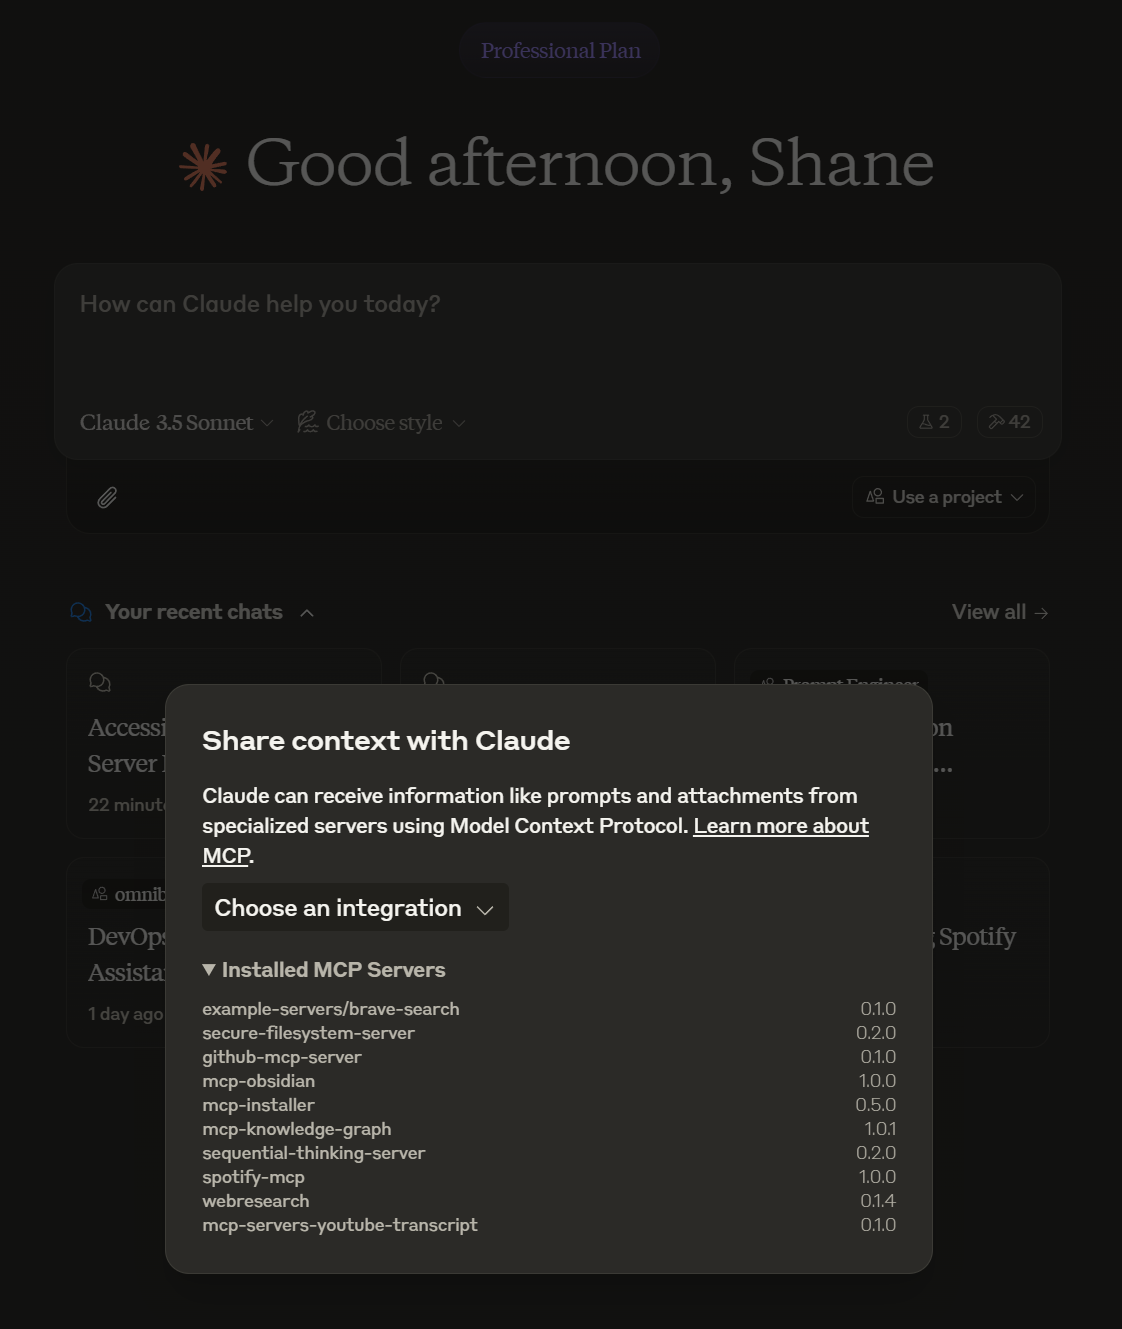 Professional Plan
Good afternoon, Shane
How can Claude help you today?
Claude 3.5 Sonnet
Choose style
2
42
Use a project
Your recent chats
View all →
Prompt Engineer
Accessi
on
Server
...
22 minut
omnib
DevOps
Spotify
Assista
1 day ago
Share context with Claude
Claude can receive information like prompts and attachments from
specialized servers using Model Context Protocol. Learn more about
MCP.
Choose an integration
▼ Installed MCP Servers
example-servers/brave-search 0.1.0
secure-filesystem-server 0.2.0
github-mcp-server 0.1.0
mcp-obsidian 1.0.0
mcp-installer 0.5.0
mcp-knowledge-graph 1.0.1
sequential-thinking-server 0.2.0
spotify-mcp 1.0.0
webresearch 0.1.4
mcp-servers-youtube-transcript 0.1.0